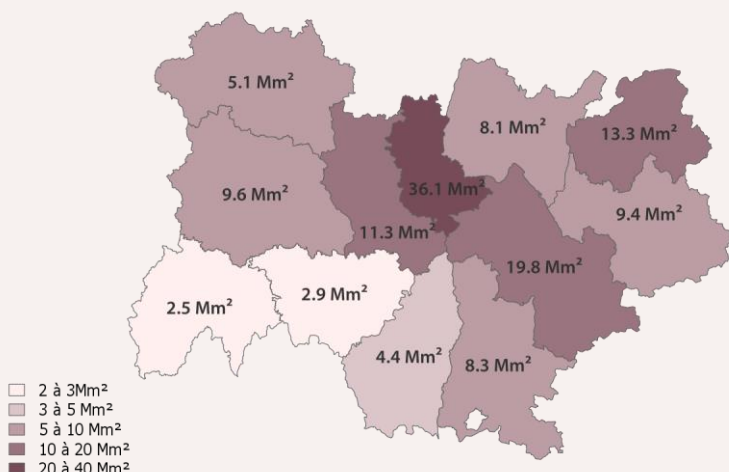 5.1 Mm²
8.1 Mm²
13.3 Mm²
9.6 Mm²
36.1 Mm²
9.4 Mm²
11.3 Mm²
19.8 Mm²
2.5 Mm²
2.9 Mm²
4.4 Mm²
8.3 Mm²
2 à 3Mm²
3 à 5 Mm²
5 à 10 Mm²
10 à 20 Mm²
20 à 40 Mm²